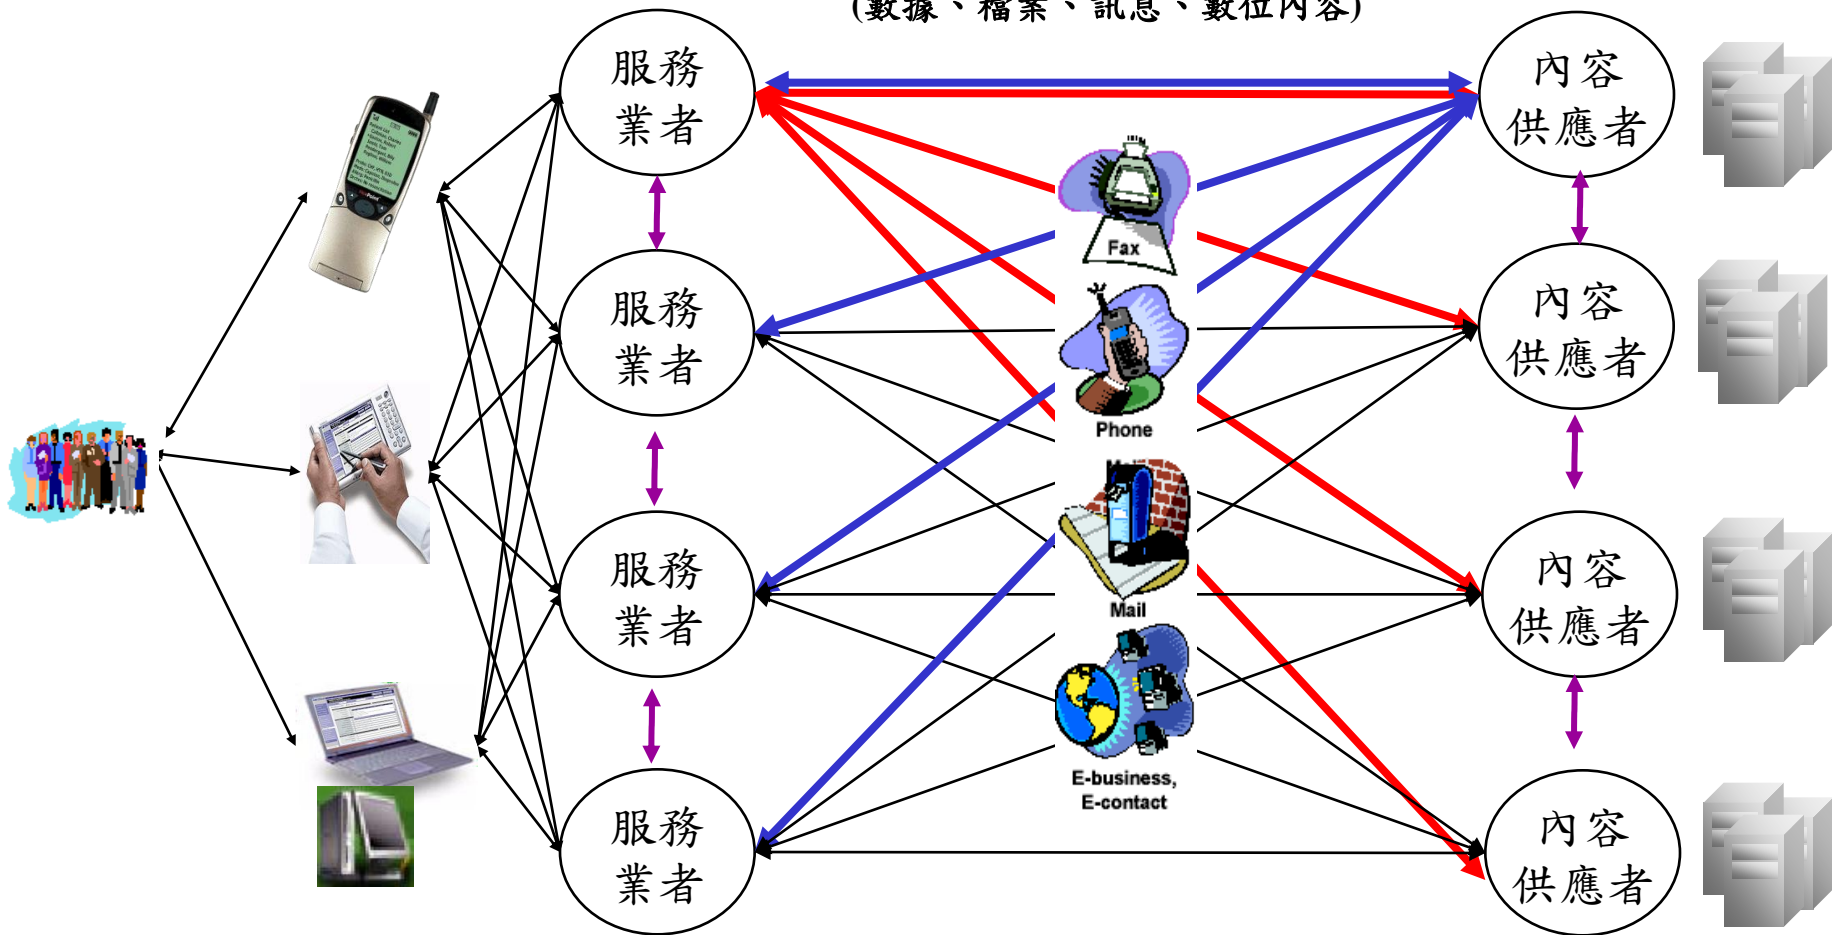 (數據、檔案、訊息、數位內容)
服務
業者
內容
供應者
Fax
服務
業者
內容
供應者
Phone
服務
業者
內容
供應者
Mail
E-business,
E-contact
服務
業者
內容
供應者